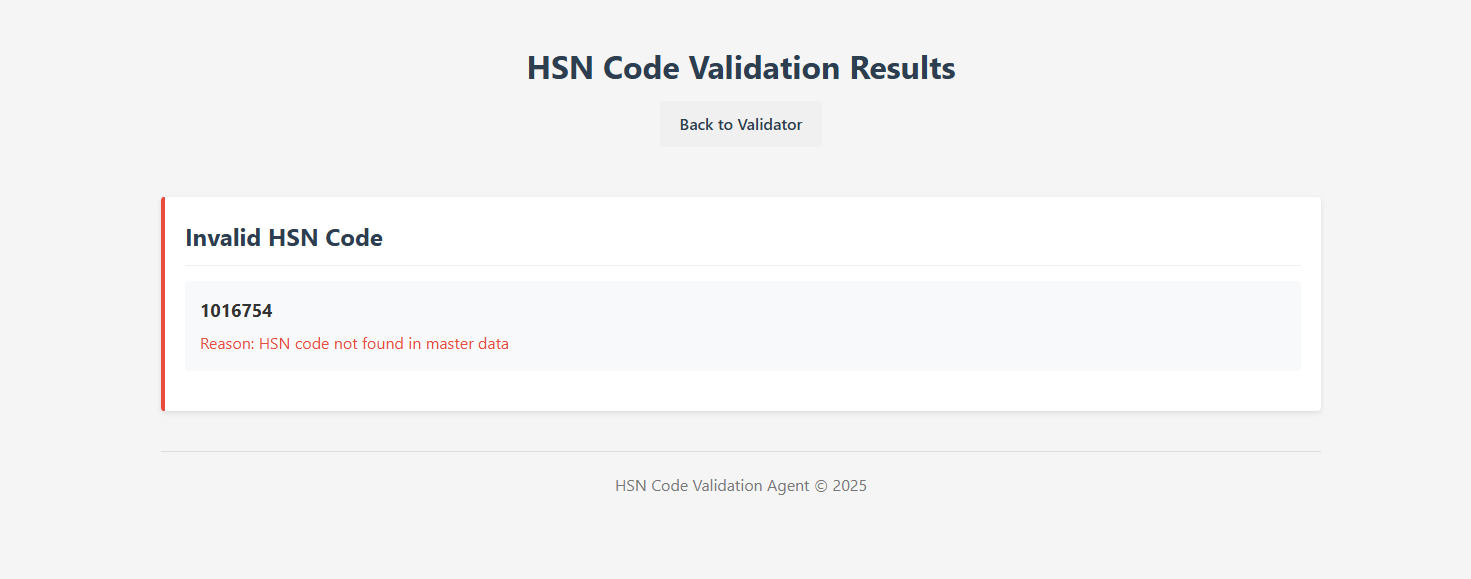 HSN Code Validation Results
Back to Validator
Invalid HSN Code
1016754
Reason: HSN code not found in master data
HSN Code Validation Agent © 2025